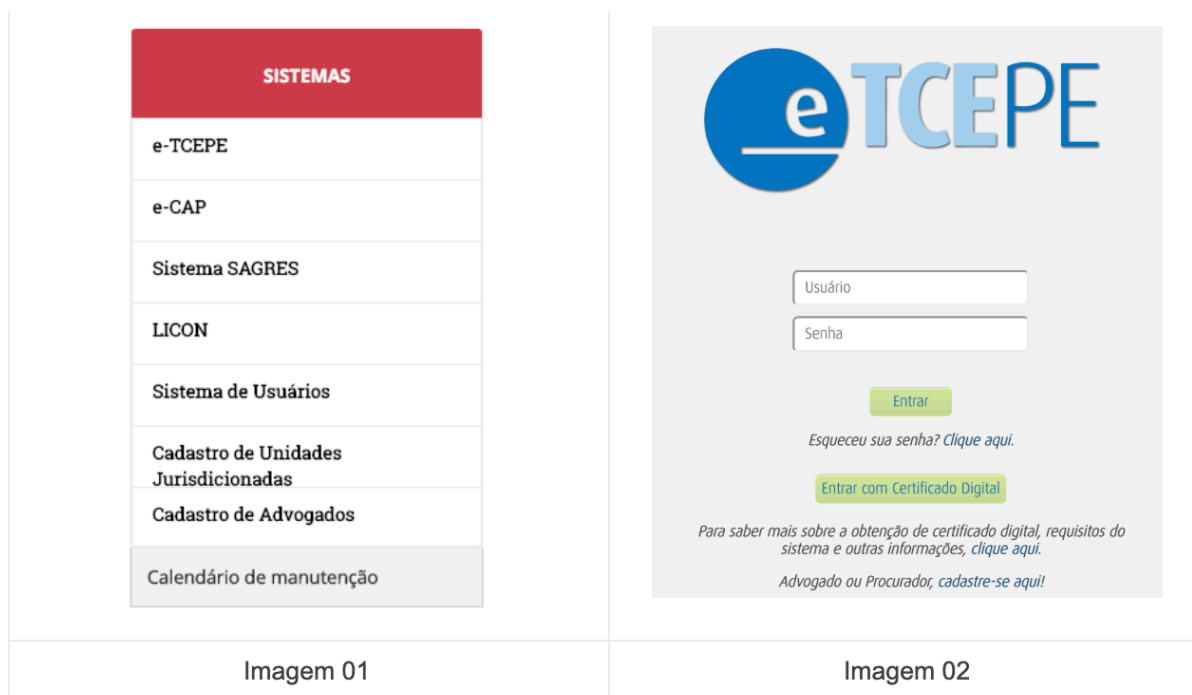 SISTEMAS
e-TCEPE
e-CAP
Sistema SAGRES
LICON
Sistema de Usuários
Cadastro de Unidades
Jurisdicionadas
Cadastro de Advogados
Calendário de manutenção
Imagem 01
eTCEPE
Usuário
Senha
Entrar
Esqueceu sua senha? Clique aqui.
Entrar com Certificado Digital
Para saber mais sobre a obtenção de certificado digital, requisitos do
sistema e outras informações, clique aqui.
Advogado ou Procurador, cadastre-se aqui!
Imagem 02